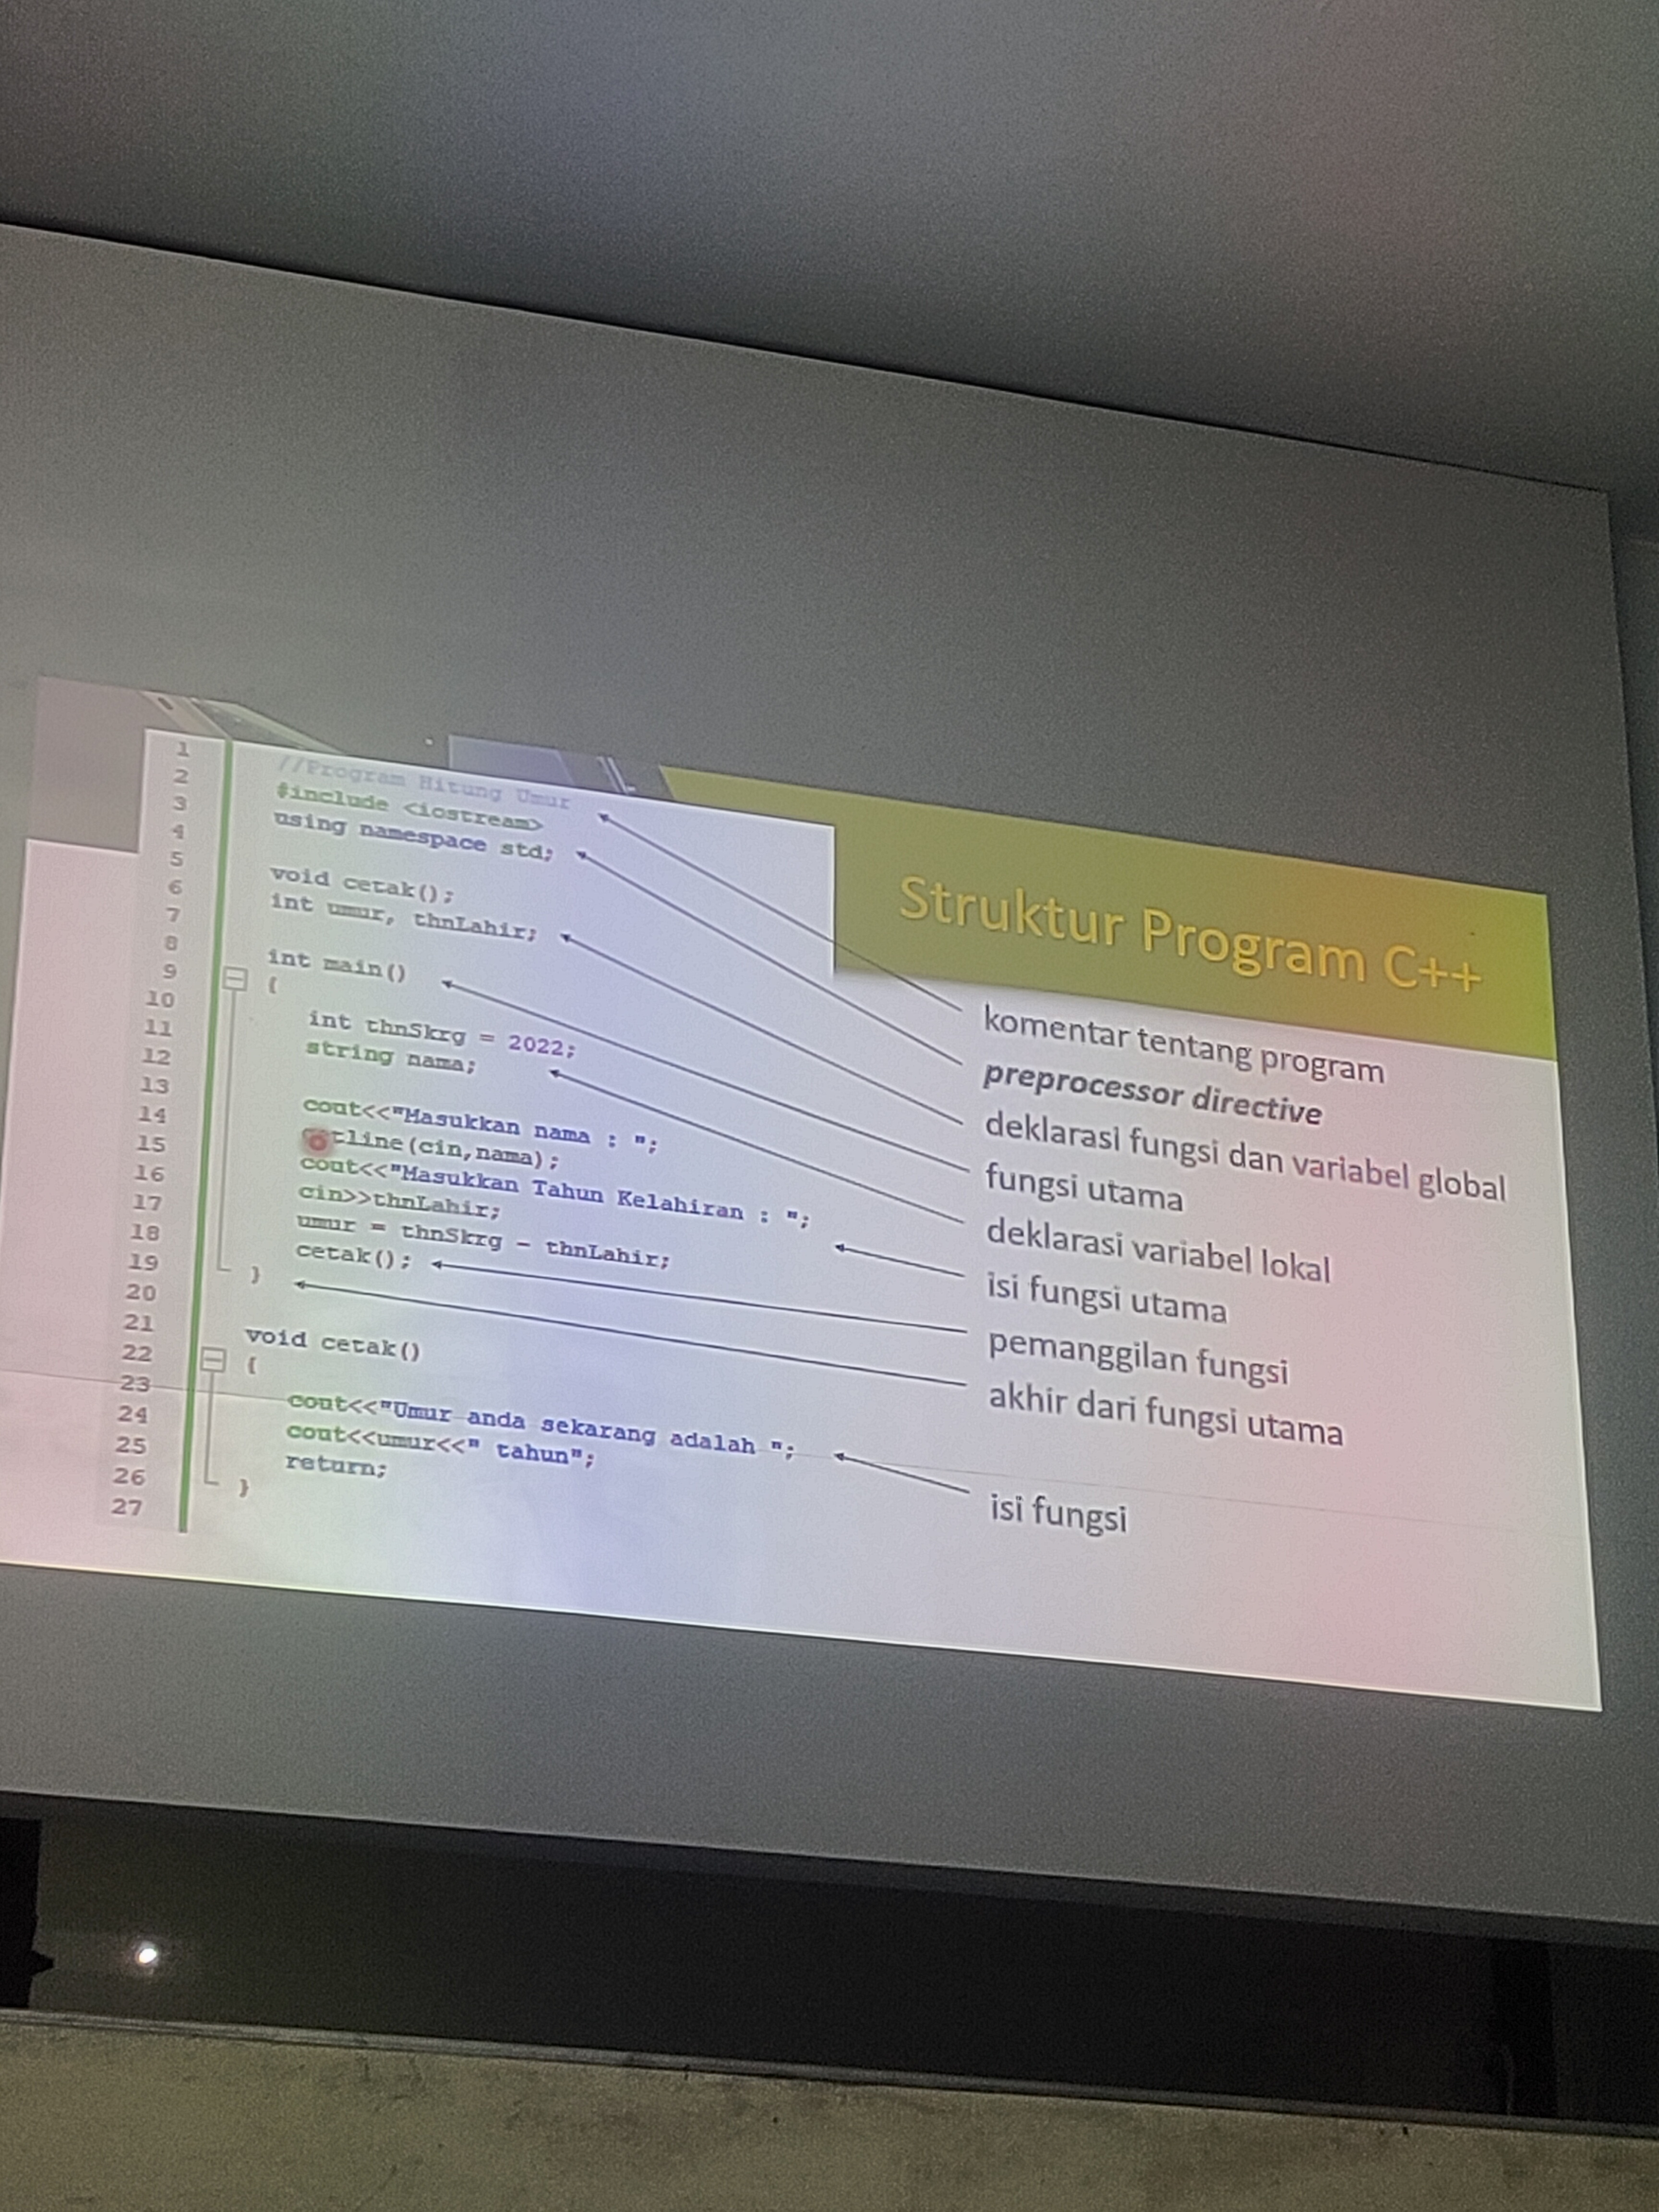 Struktur Program C++
1
2
3
4
5
6
7
8
9
10
11
12
13
14
15
16
17
18
19
20
21
22
23
24
25
26
27
//Program Hitung Umur
#include <iostream>
using namespace std;
void cetak();
int umur, thnLahir;
int main()
{
int thnSkrg = 2022;
string nama;
cout<<"Masukkan nama : ";
tline(cin,nama);
cout<<"Masukkan Tahun Kelahiran : ";
cin>>thnLahir;
umur = thnSkrg - thnLahir;
cetak();
}
void cetak()
{
cout<<"Umur anda sekarang adalah ";
cout<<umur<<" tahun";
return;
}
komentar tentang program
preprocessor directive
deklarasi fungsi dan variabel global
fungsi utama
deklarasi variabel lokal
isi fungsi utama
pemanggilan fungsi
akhir dari fungsi utama
isi fungsi